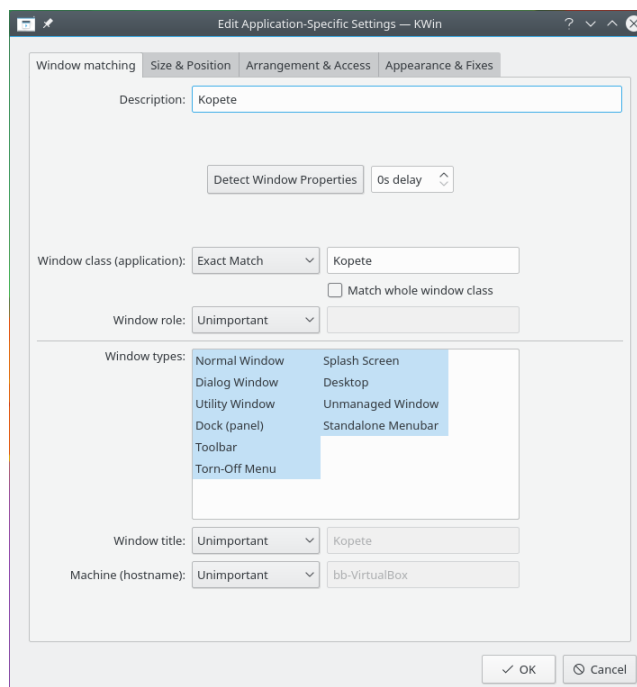 Edit Application-Specific Settings — KWin
Window matching Size & Position Arrangement & Access Appearance & Fixes
Description: Kopete
Detect Window Properties 0s delay
Window class (application): Exact Match Kopete
Match whole window class
Window role: Unimportant
Window types: Normal Window Splash Screen
Dialog Window Desktop
Utility Window Unmanaged Window
Dock (panel) Standalone Menubar
Toolbar
Torn-Off Menu
Window title: Unimportant Kopete
Machine (hostname): Unimportant bb-VirtualBox
OK Cancel